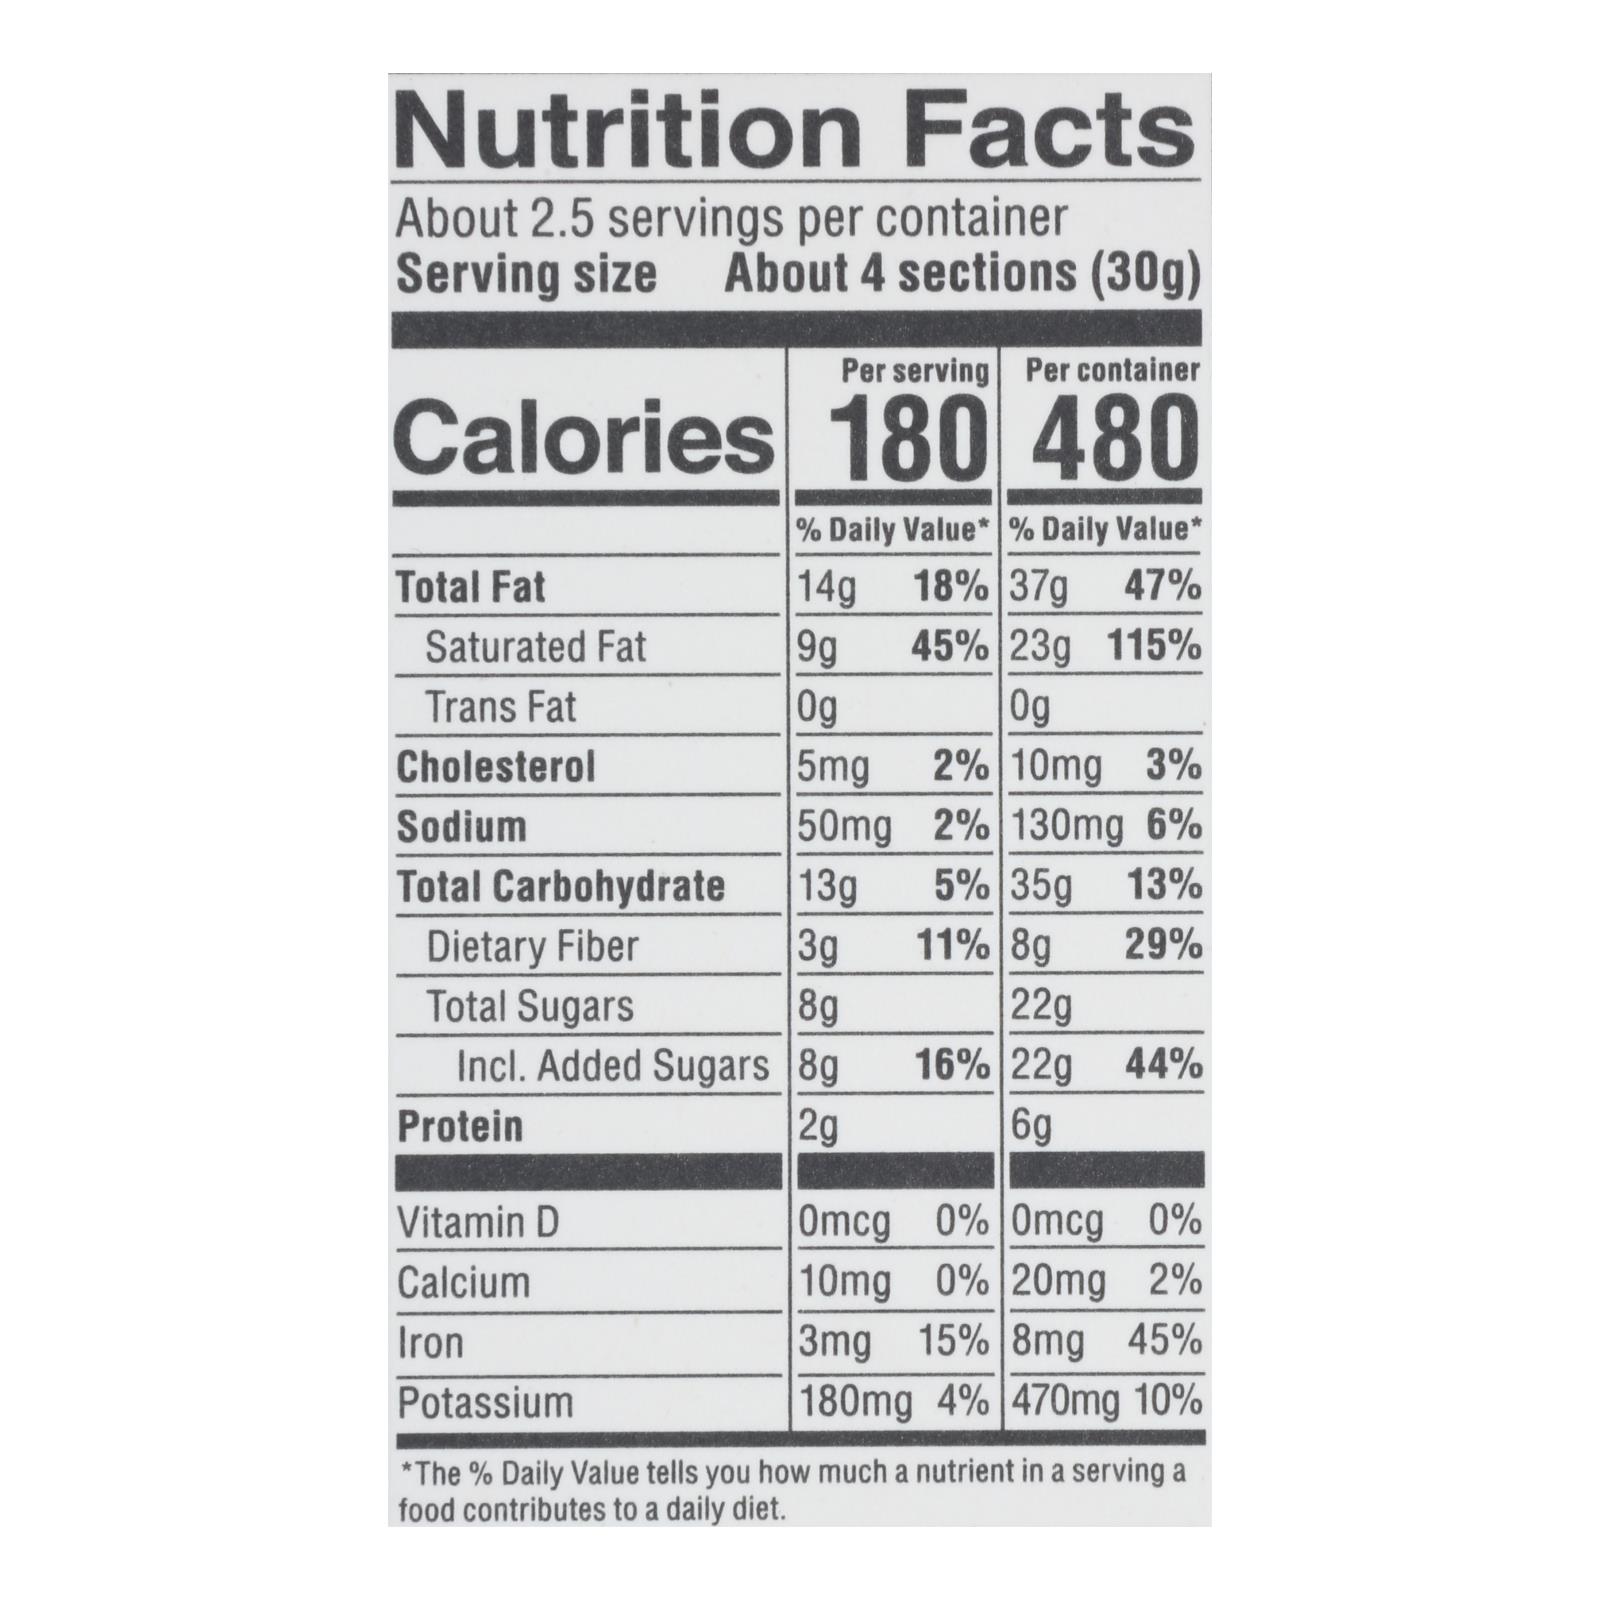 Nutrition Facts
About 2.5 servings per container
Serving size About 4 sections (30g)
Per serving Per container
Calories 180 480
% Daily Value* % Daily Value*
Total Fat 14g 18% 37g 47%
Saturated Fat 9g 45% 23g 115%
Trans Fat 0g 0g
Cholesterol 5mg 2% 10mg 3%
Sodium 50mg 2% 130mg 6%
Total Carbohydrate 13g 5% 35g 13%
Dietary Fiber 3g 11% 8g 29%
Total Sugars 8g 22g
Incl. Added Sugars 8g 16% 22g 44%
Protein 2g 6g
Vitamin D 0mcg 0% 0mcg 0%
Calcium 10mg 0% 20mg 2%
Iron 3mg 15% 8mg 45%
Potassium 180mg 4% 470mg 10%
*The % Daily Value tells you how much a nutrient in a serving a
food contributes to a daily diet.